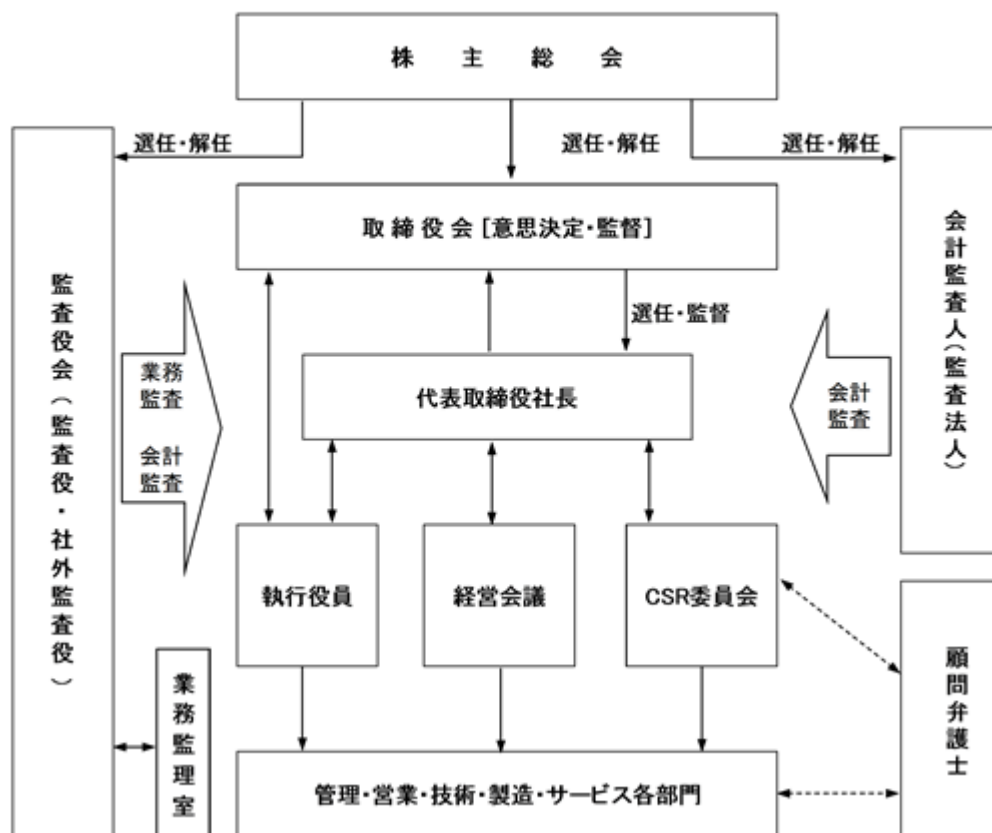 株主総会
選任・解任
選任・解任
選任・解任
取締役会[意思決定・監督]
選任・監督
監査役会(監査役・社外監査役)
業務
監査
会計
監査
代表取締役社長
会計
監査
会計監査人(監査法人)
執行役員
経営会議
CSR委員会
業務監理室
顧問弁護士
管理・営業・技術・製造・サービス各部門